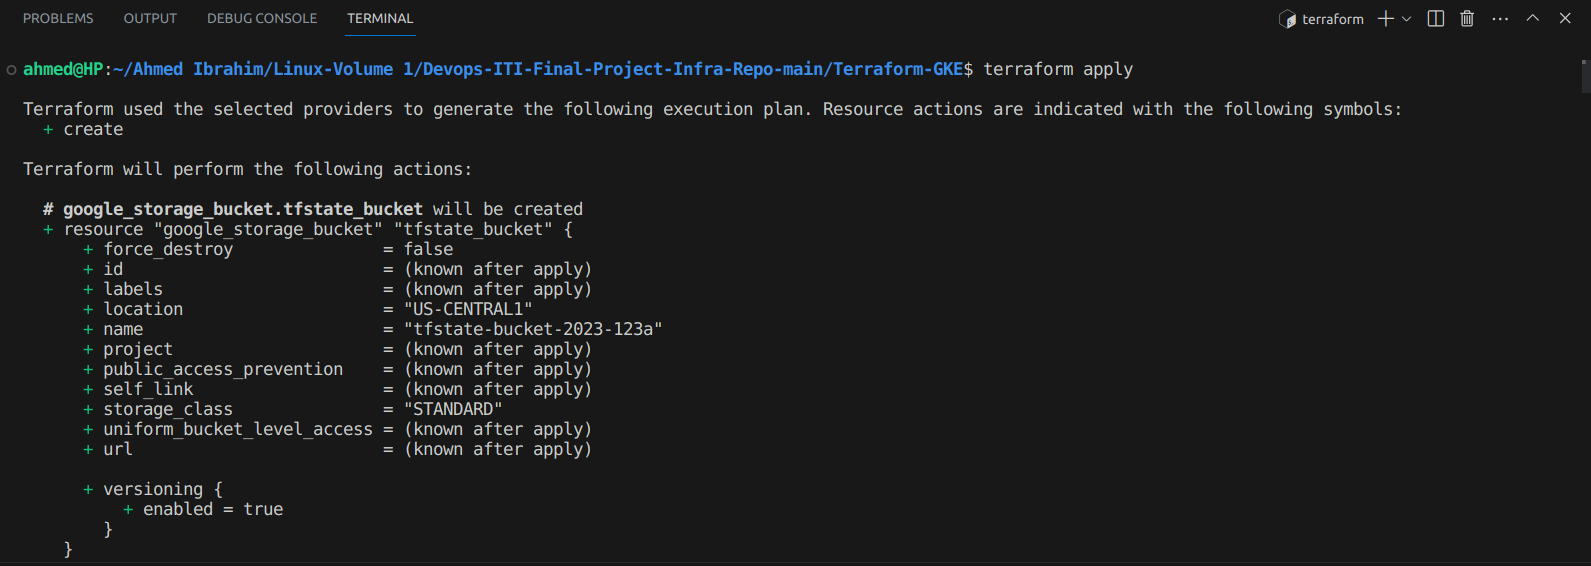 PROBLEMS OUTPUT DEBUG CONSOLE TERMINAL terraform
ahmed@HP:~/Ahmed Ibrahim/Linux-Volume 1/Devops-ITI-Final-Project-Infra-Repo-main/Terraform-GKE$ terraform apply
Terraform used the selected providers to generate the following execution plan. Resource actions are indicated with the following symbols:
  + create
Terraform will perform the following actions:
  # google_storage_bucket.tfstate_bucket will be created
  + resource "google_storage_bucket" "tfstate_bucket" {
      + force_destroy               = false
      + id                          = (known after apply)
      + labels                      = (known after apply)
      + location                    = "US-CENTRAL1"
      + name                        = "tfstate-bucket-2023-123a"
      + project                     = (known after apply)
      + public_access_prevention    = (known after apply)
      + self_link                   = (known after apply)
      + storage_class               = "STANDARD"
      + uniform_bucket_level_access = (known after apply)
      + url                         = (known after apply)
      + versioning {
          + enabled = true
        }
    }